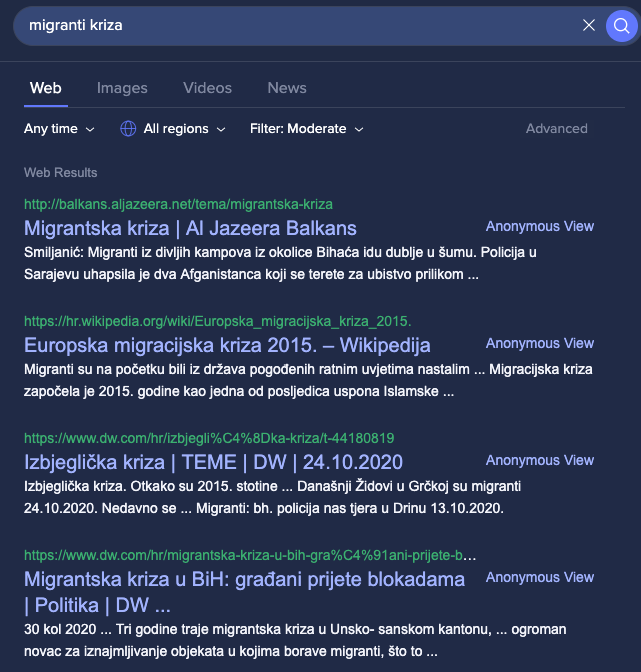 migranti kriza
Web Images Videos News
Any time All regions Filter: Moderate Advanced
Web Results
http://balkans.aljazeera.net/tema/migrantska-kriza
Migrantska kriza | Al Jazeera Balkans Anonymous View
Smiljanić: Migranti iz divljih kampova iz okolice Bihaća idu dublje u šumu. Policija u
Sarajevu uhapsila je dva Afganistanca koji se terete za ubistvo prilikom ...
https://hr.wikipedia.org/wiki/Europska_migracijska_kriza_2015.
Europska migracijska kriza 2015. – Wikipedija Anonymous View
Migranti su na početku bili iz država pogođenih ratnim uvjetima nastalim ... Migracijska kriza
započela je 2015. godine kao jedna od posljedica uspona Islamske ...
https://www.dw.com/hr/izbjegli%C4%8Dka-kriza/t-44180819
Izbjeglička kriza | TEME | DW | 24.10.2020 Anonymous View
Izbjeglička kriza. Otkako su 2015. stotine ... Današnji Židovi u Grčkoj su migranti
24.10.2020. Nedavno se ... Migranti: bh. policija nas tjera u Drinu 13.10.2020.
https://www.dw.com/hr/migrantska-kriza-u-bih-gra%C4%91ani-prijete-b...
Migrantska kriza u BiH: građani prijete blokadama Anonymous View
| Politika | DW ...
30 kol 2020 ... Tri godine traje migrantska kriza u Unsko- sanskom kantonu, ... ogroman
novac za iznajmljivanje objekata u kojima borave migranti, što to ...